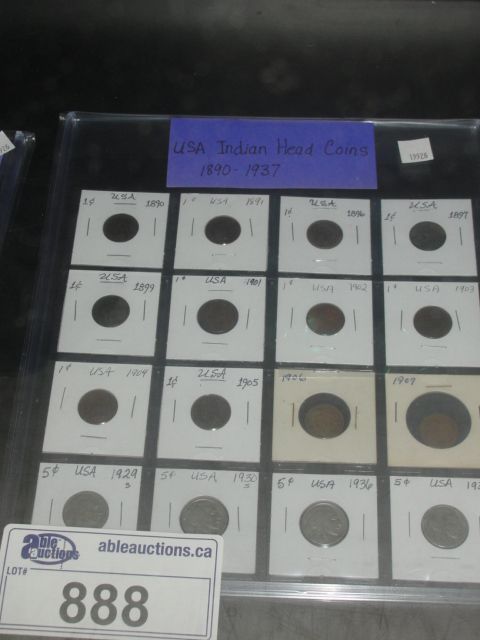 USA Indian Head Coins
1890-1937
19926
1¢ USA 1890
1¢ USA 1891
1¢ USA 1896
1¢ USA 1897
1¢ USA 1899
1¢ USA 1901
1¢ USA 1902
1¢ USA 1903
1¢ USA 1904
1¢ USA 1905
1906
1907
5¢ USA 1929
S
5¢ USA 1930
S
5¢ USA 1936
5¢ USA
able auctions
ableauctions.ca
LOT#
888